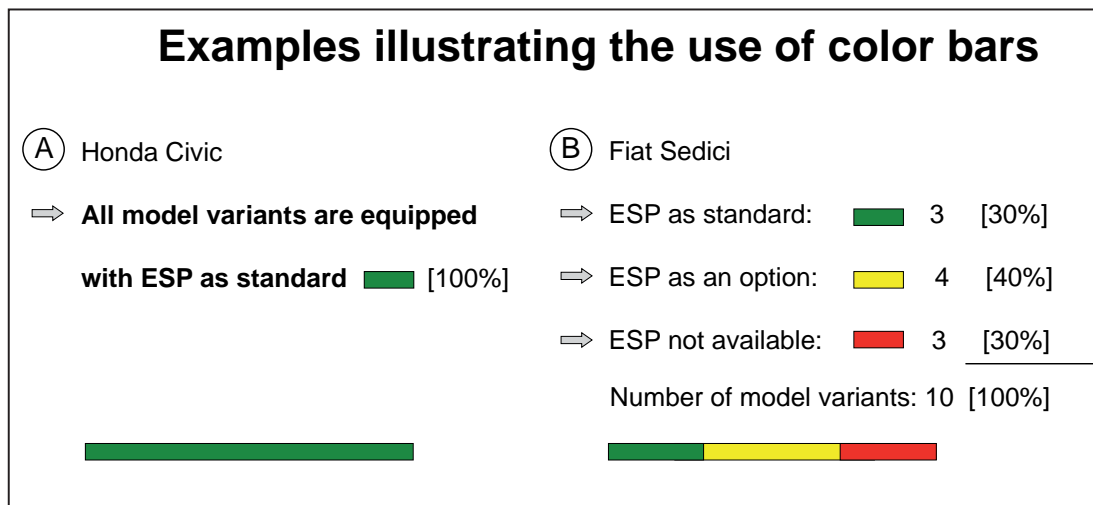 Examples illustrating the use of color bars
A Honda Civic
All model variants are equipped
with ESP as standard [100%]
B Fiat Sedici
ESP as standard: 3 [30%]
ESP as an option: 4 [40%]
ESP not available: 3 [30%]
Number of model variants: 10 [100%]